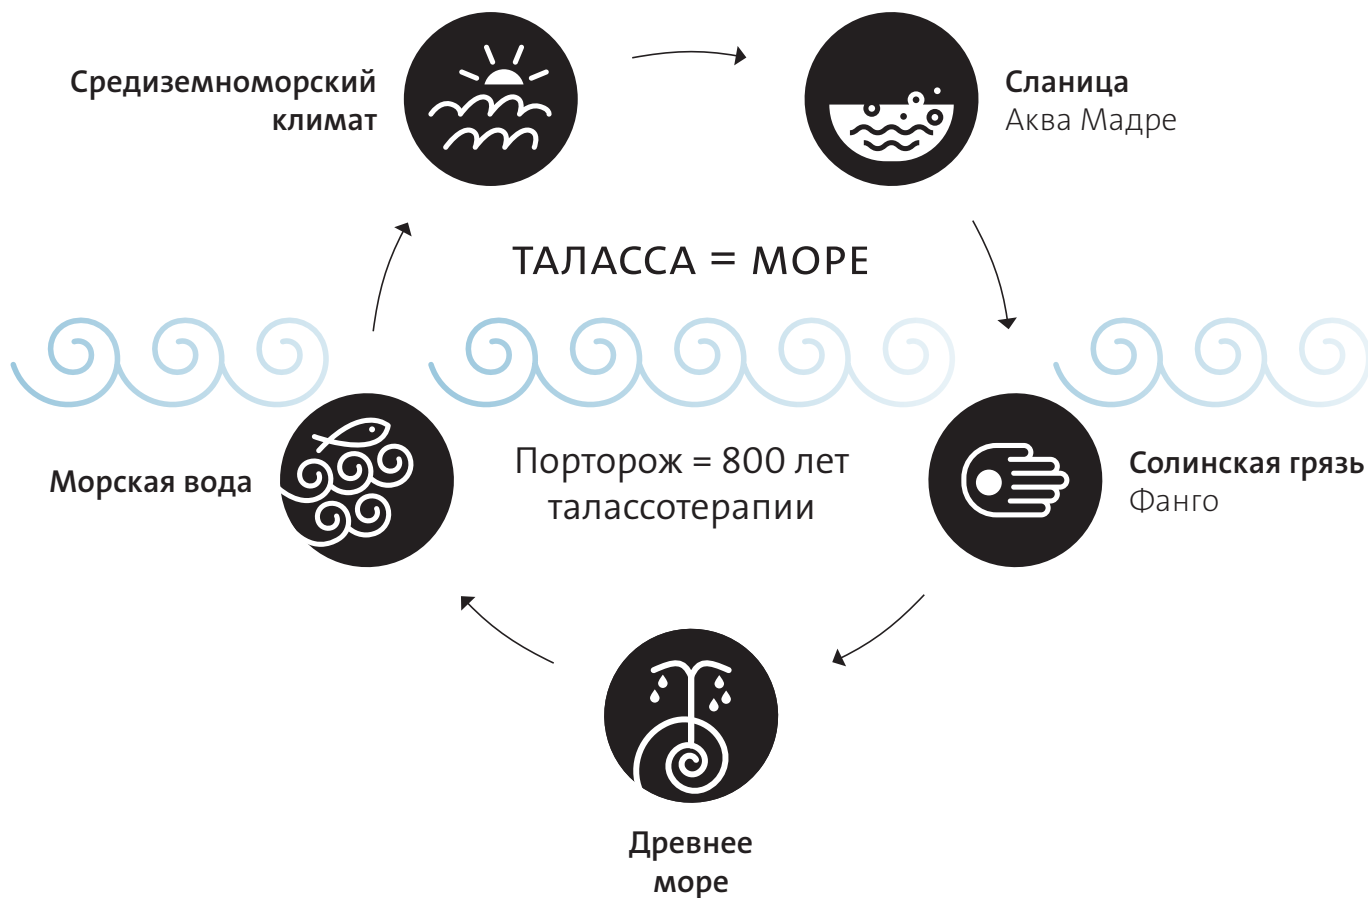 Средиземноморский
климат
Сланица
Аква Мадре
ТАЛАССА = МОРЕ
Морская вода
Порторож = 800 лет
талассотерапии
Солинская грязь
Фанго
Древнее
море